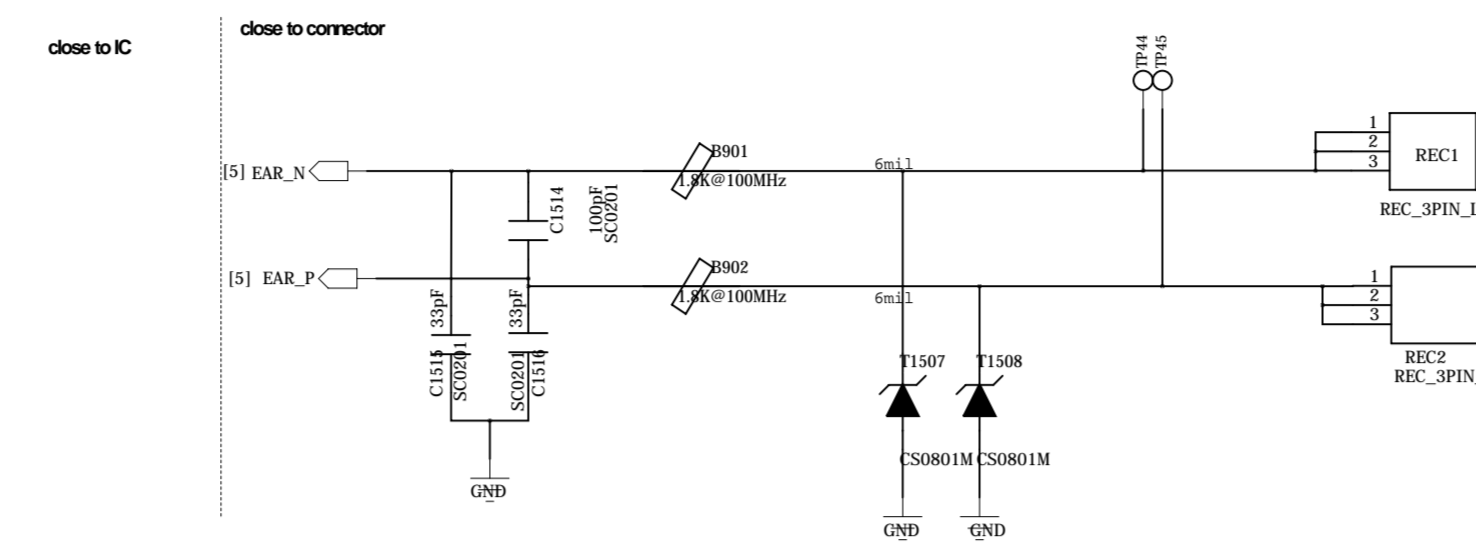 close to IC
close to connector
TP44
TP45
[5] EAR_N
B901
1.8K@100MHz
6mil
1
2
3
REC1
REC_3PIN_
C1514
100pF
SC0201
[5] EAR_P
B902
1.8K@100MHz
6mil
1
2
3
REC2
REC_3PIN_
33pF
C1515
SC0201
33pF
SC0201
C1516
T1507
T1508
CS0801M
CS0801M
GND
GND
GND